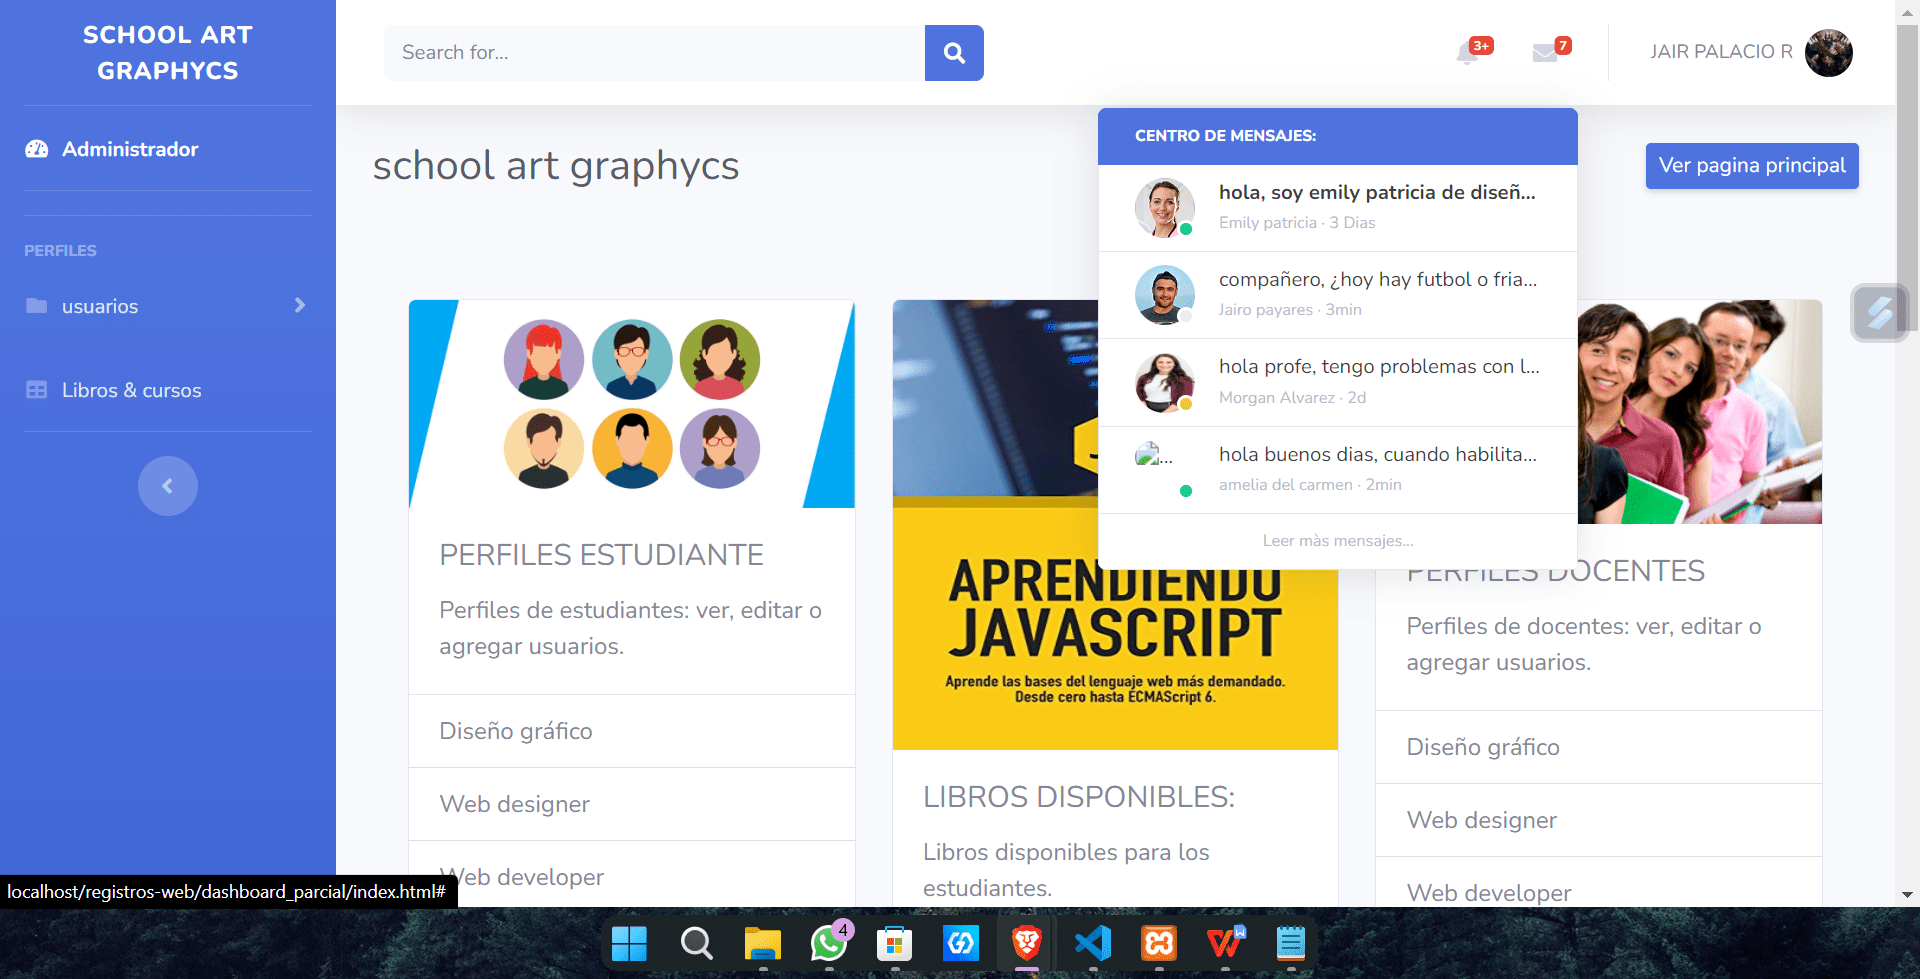 SCHOOL ART
GRAPHYCS
Administrador
PERFILES
usuarios
Libros & cursos
Search for...
3+
7
JAIR PALACIO R
school art graphycs
Ver pagina principal
CENTRO DE MENSAJES:
hola, soy emily patricia de diseñ...
Emily patricia · 3 Dias
compañero, ¿hoy hay futbol o fria...
Jairo payares · 3min
hola profe, tengo problemas con l...
Morgan Alvarez · 2d
...
hola buenos dias, cuando habilita...
amelia del carmen · 2min
Leer màs mensajes...
PERFILES ESTUDIANTE
Perfiles de estudiantes: ver, editar o
agregar usuarios.
Diseño gráfico
Web designer
Web developer
APRENDIENDO
JAVASCRIPT
Aprende las bases del lenguaje web más demandado.
Desde cero hasta ECMAScript 6.
LIBROS DISPONIBLES:
Libros disponibles para los
estudiantes.
PERFILES DOCENTES
Perfiles de docentes: ver, editar o
agregar usuarios.
Diseño gráfico
Web designer
Web developer
localhost/registros-web/dashboard_parcial/index.html#
4
W